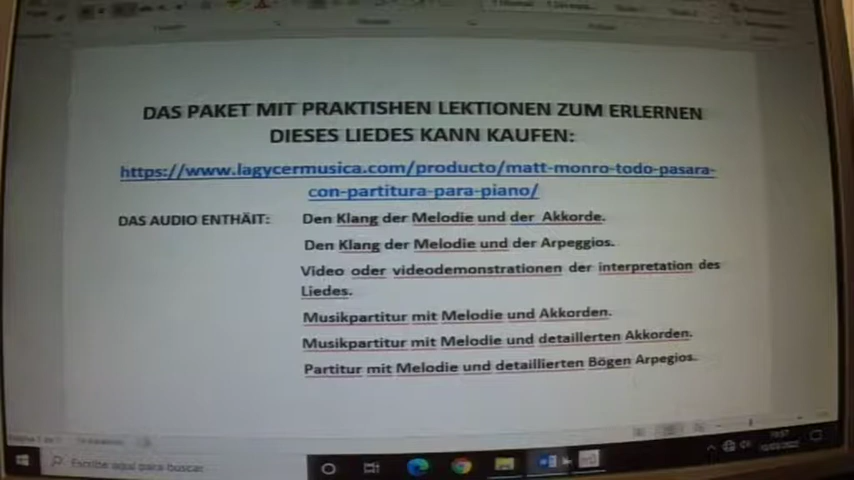 DAS PAKET MIT PRAKTISHEN LEKTIONEN ZUM ERLERNEN
DIESES LIEDES KANN KAUFEN:
https://www.lagycermusica.com/producto/matt-monro-todo-pasara-
con-partitura-para-piano/
DAS AUDIO ENTHÄIT: Den Klang der Melodie und der Akkorde.
Den Klang der Melodie und der Arpeggios.
Video oder videodemonstrationen der interpretation des
Liedes.
Musikpartitur mit Melodie und Akkorden.
Musikpartitur mit Melodie und detaillerten Akkorden.
Partitur mit Melodie und detaillierten Bögen Arpegios.
Escribe aquí para buscar